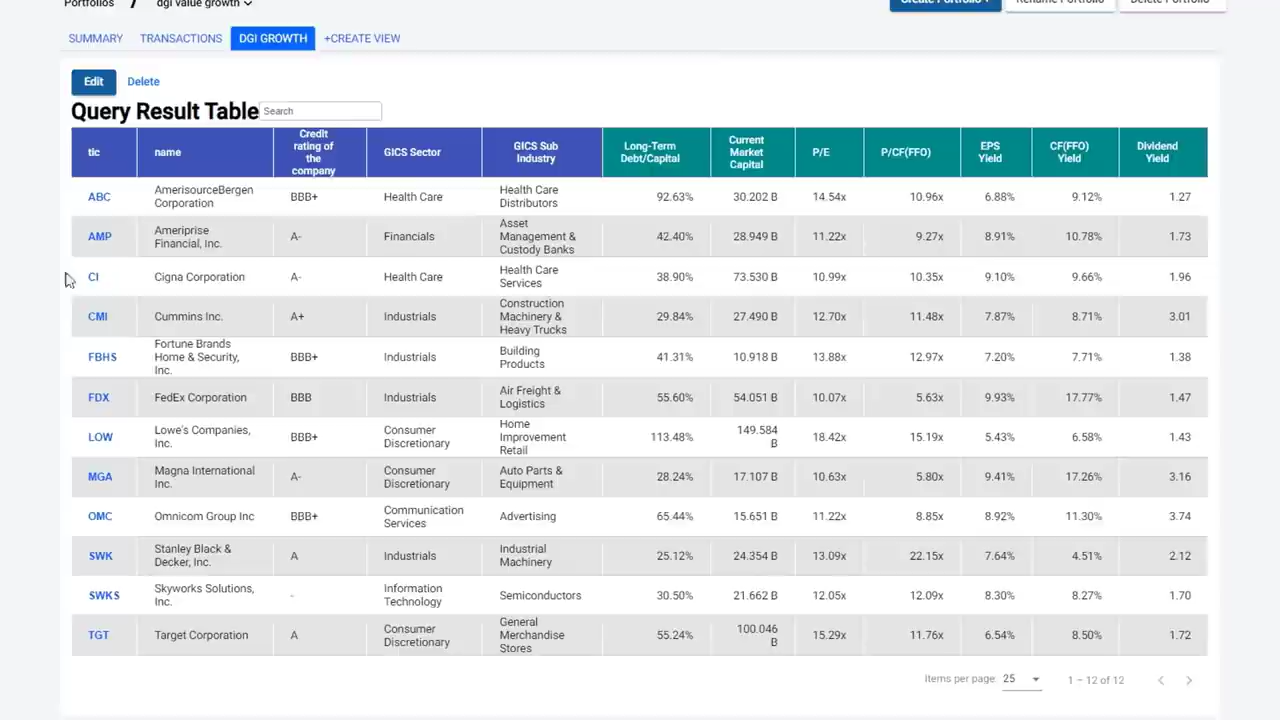 Portfolios / dgi value growth
Create Portfolio Rename Portfolio Delete Portfolio
SUMMARY TRANSACTIONS DGI GROWTH +CREATE VIEW
Edit Delete
Query Result Table Search
tic name Credit rating of the company GICS Sector GICS Sub Industry Long-Term Debt/Capital Current Market Capital P/E P/CF(FFO) EPS Yield CF(FFO) Yield Dividend Yield
ABC AmerisourceBergen Corporation BBB+ Health Care Health Care Distributors 92.63% 30.202 B 14.54x 10.96x 6.88% 9.12% 1.27
AMP Ameriprise Financial, Inc. A- Financials Asset Management & Custody Banks 42.40% 28.949 B 11.22x 9.27x 8.91% 10.78% 1.73
CI Cigna Corporation A- Health Care Health Care Services 38.90% 73.530 B 10.99x 10.35x 9.10% 9.66% 1.96
CMI Cummins Inc. A+ Industrials Construction Machinery & Heavy Trucks 29.84% 27.490 B 12.70x 11.48x 7.87% 8.71% 3.01
FBHS Fortune Brands Home & Security, Inc. BBB+ Industrials Building Products 41.31% 10.918 B 13.88x 12.97x 7.20% 7.71% 1.38
FDX FedEx Corporation BBB Industrials Air Freight & Logistics 55.60% 54.051 B 10.07x 5.63x 9.93% 17.77% 1.47
LOW Lowe's Companies, Inc. BBB+ Consumer Discretionary Home Improvement Retail 113.48% 149.584 B 18.42x 15.19x 5.43% 6.58% 1.43
MGA Magna International Inc. A- Consumer Discretionary Auto Parts & Equipment 28.24% 17.107 B 10.63x 5.80x 9.41% 17.26% 3.16
OMC Omnicom Group Inc BBB+ Communication Services Advertising 65.44% 15.651 B 11.22x 8.85x 8.92% 11.30% 3.74
SWK Stanley Black & Decker, Inc. A Industrials Industrial Machinery 25.12% 24.354 B 13.09x 22.15x 7.64% 4.51% 2.12
SWKS Skyworks Solutions, Inc. - Information Technology Semiconductors 30.50% 21.662 B 12.05x 12.09x 8.30% 8.27% 1.70
TGT Target Corporation A Consumer Discretionary General Merchandise Stores 55.24% 100.046 B 15.29x 11.76x 6.54% 8.50% 1.72
Items per page: 25 1 – 12 of 12